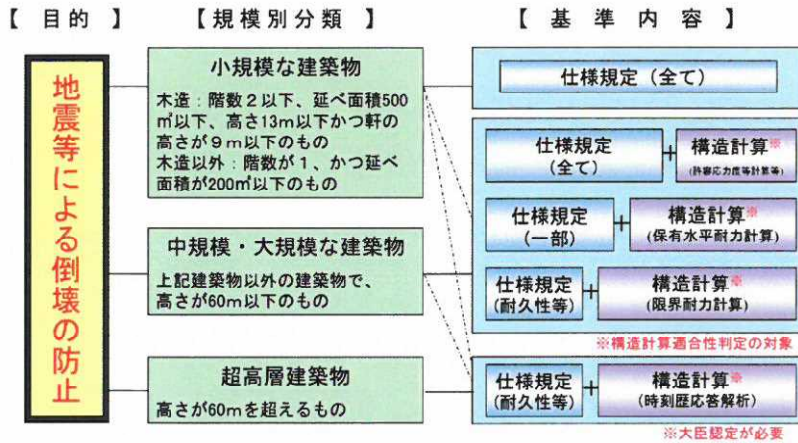 【 目的 】
【規模別分類】
【 基 準 内 容 】
地震等による倒壊の防止
小規模な建築物
木造：階数２以下、延べ面積500
㎡以下、高さ13ｍ以下かつ軒の
高さが９ｍ以下のもの
木造以外：階数が１、かつ延べ
面積が200㎡以下のもの
中規模・大規模な建築物
上記建築物以外の建築物で、
高さが60ｍ以下のもの
超高層建築物
高さが60ｍを超えるもの
仕様規定（全て）
仕様規定
(全て)
+
構造計算※
(許容応力度等計算等)
仕様規定
(一部)
+
構造計算※
(保有水平耐力計算)
仕様規定
(耐久性等)
+
構造計算※
(限界耐力計算)
※構造計算適合性判定の対象
仕様規定
(耐久性等)
+
構造計算※
(時刻歴応答解析)
※大臣認定が必要